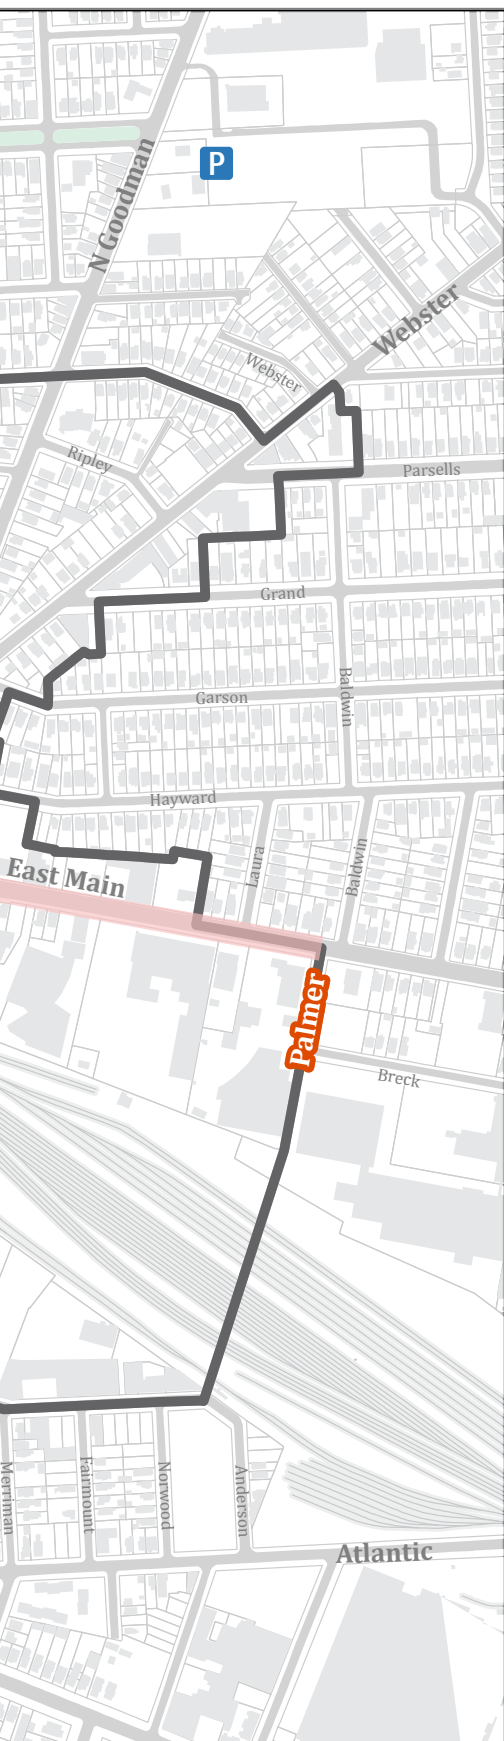 N Goodman
P
Webster
Webster
Ripley
Parsells
Grand
Baldwin
Garson
Hayward
Laura
Baldwin
East Main
Palmer
Breck
Merriman
Fairmount
Norwood
Anderson
Atlantic